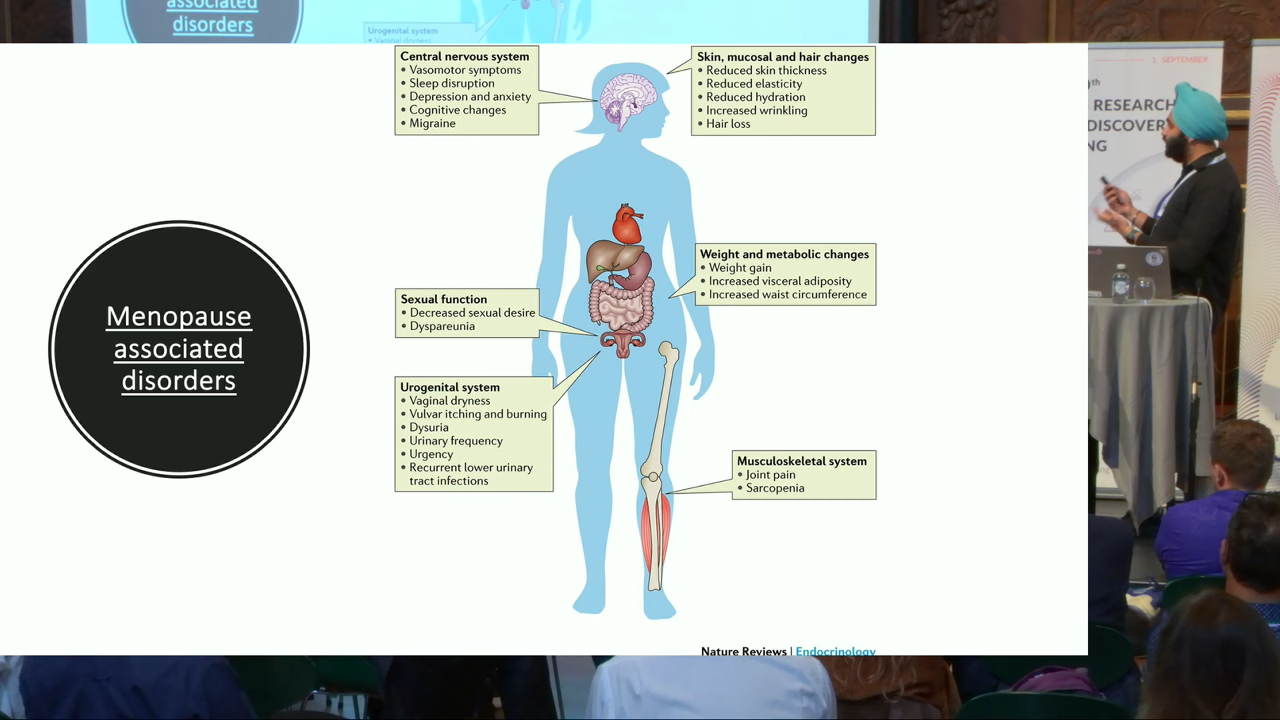 associated
disorders
Urogenital system
Menopause
associated
disorders
Central nervous system
• Vasomotor symptoms
• Sleep disruption
• Depression and anxiety
• Cognitive changes
• Migraine
Skin, mucosal and hair changes
• Reduced skin thickness
• Reduced elasticity
• Reduced hydration
• Increased wrinkling
• Hair loss
Weight and metabolic changes
• Weight gain
• Increased visceral adiposity
• Increased waist circumference
Sexual function
• Decreased sexual desire
• Dyspareunia
Urogenital system
• Vaginal dryness
• Vulvar itching and burning
• Dysuria
• Urinary frequency
• Urgency
• Recurrent lower urinary
tract infections
Musculoskeletal system
• Joint pain
• Sarcopenia
Nature Reviews | Endocrinology
1 SEPTEMBER
RESEARCH
DISCOVERY
NG